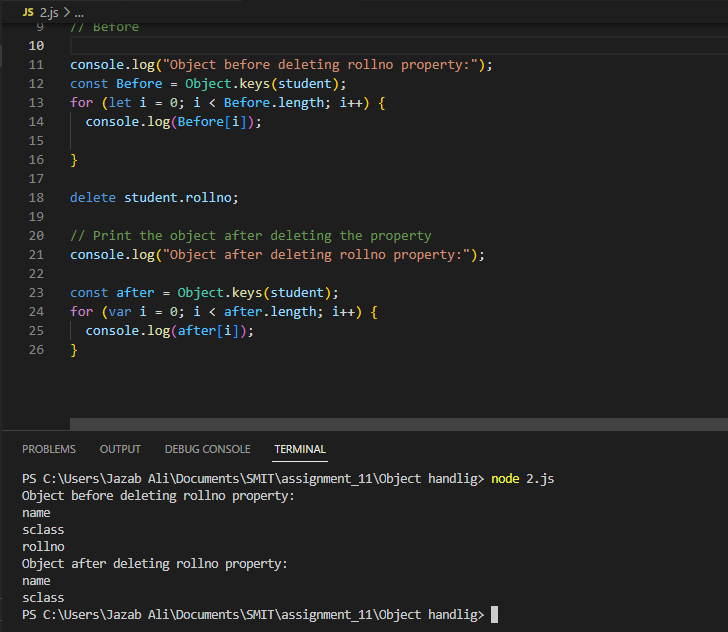 JS 2.js > ...
9 // Before
10
11 console.log("Object before deleting rollno property:");
12 const Before = Object.keys(student);
13 for (let i = 0; i < Before.length; i++) {
14   console.log(Before[i]);
15
16 }
17
18 delete student.rollno;
19
20 // Print the object after deleting the property
21 console.log("Object after deleting rollno property:");
22
23 const after = Object.keys(student);
24 for (var i = 0; i < after.length; i++) {
25   console.log(after[i]);
26 }
PROBLEMS OUTPUT DEBUG CONSOLE TERMINAL
PS C:\Users\Jazab Ali\Documents\SMIT\assignment_11\Object handlig> node 2.js
Object before deleting rollno property:
name
sclass
rollno
Object after deleting rollno property:
name
sclass
PS C:\Users\Jazab Ali\Documents\SMIT\assignment_11\Object handlig>